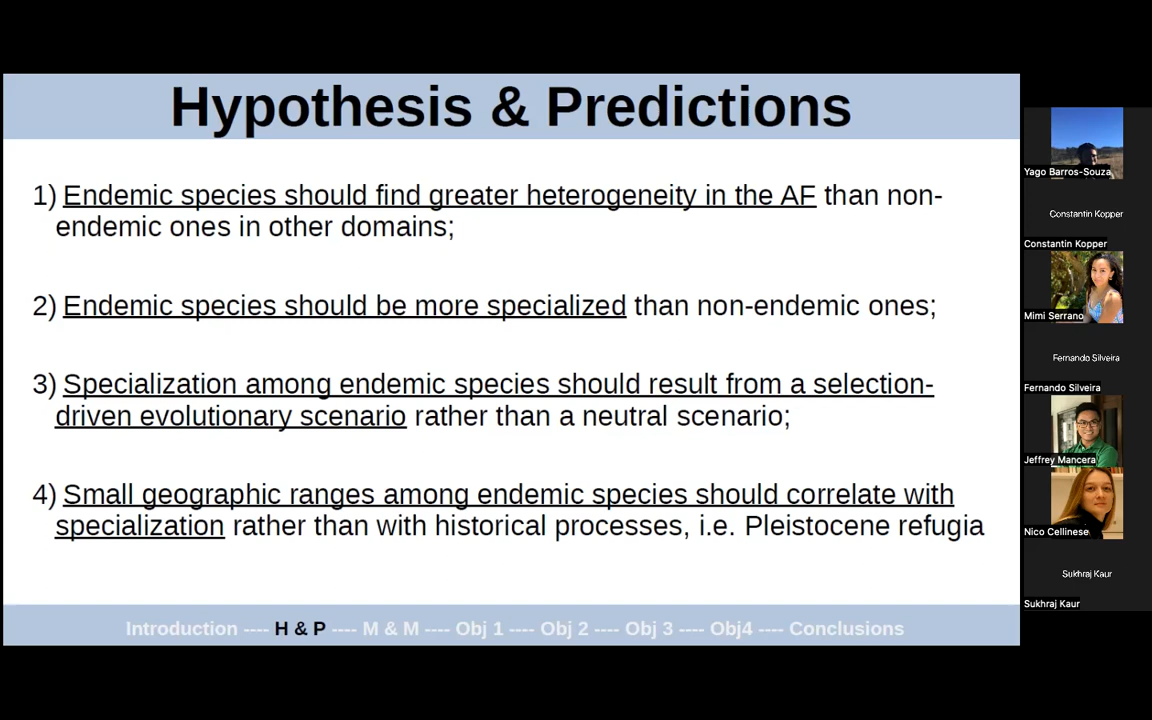 Hypothesis & Predictions
1) Endemic species should find greater heterogeneity in the AF than non-
endemic ones in other domains;
2) Endemic species should be more specialized than non-endemic ones;
3) Specialization among endemic species should result from a selection-
driven evolutionary scenario rather than a neutral scenario;
4) Small geographic ranges among endemic species should correlate with
specialization rather than with historical processes, i.e. Pleistocene refugia
Introduction ---- H & P ---- M & M ---- Obj 1 ---- Obj 2 ---- Obj 3 ---- Obj4 ---- Conclusions
Yago Barros-Souza
Constantin Kopper
Constantin Kopper
Mimi Serrano
Fernando Silveira
Fernando Silveira
Jeffrey Mancera
Nico Cellinese
Sukhraj Kaur
Sukhraj Kaur